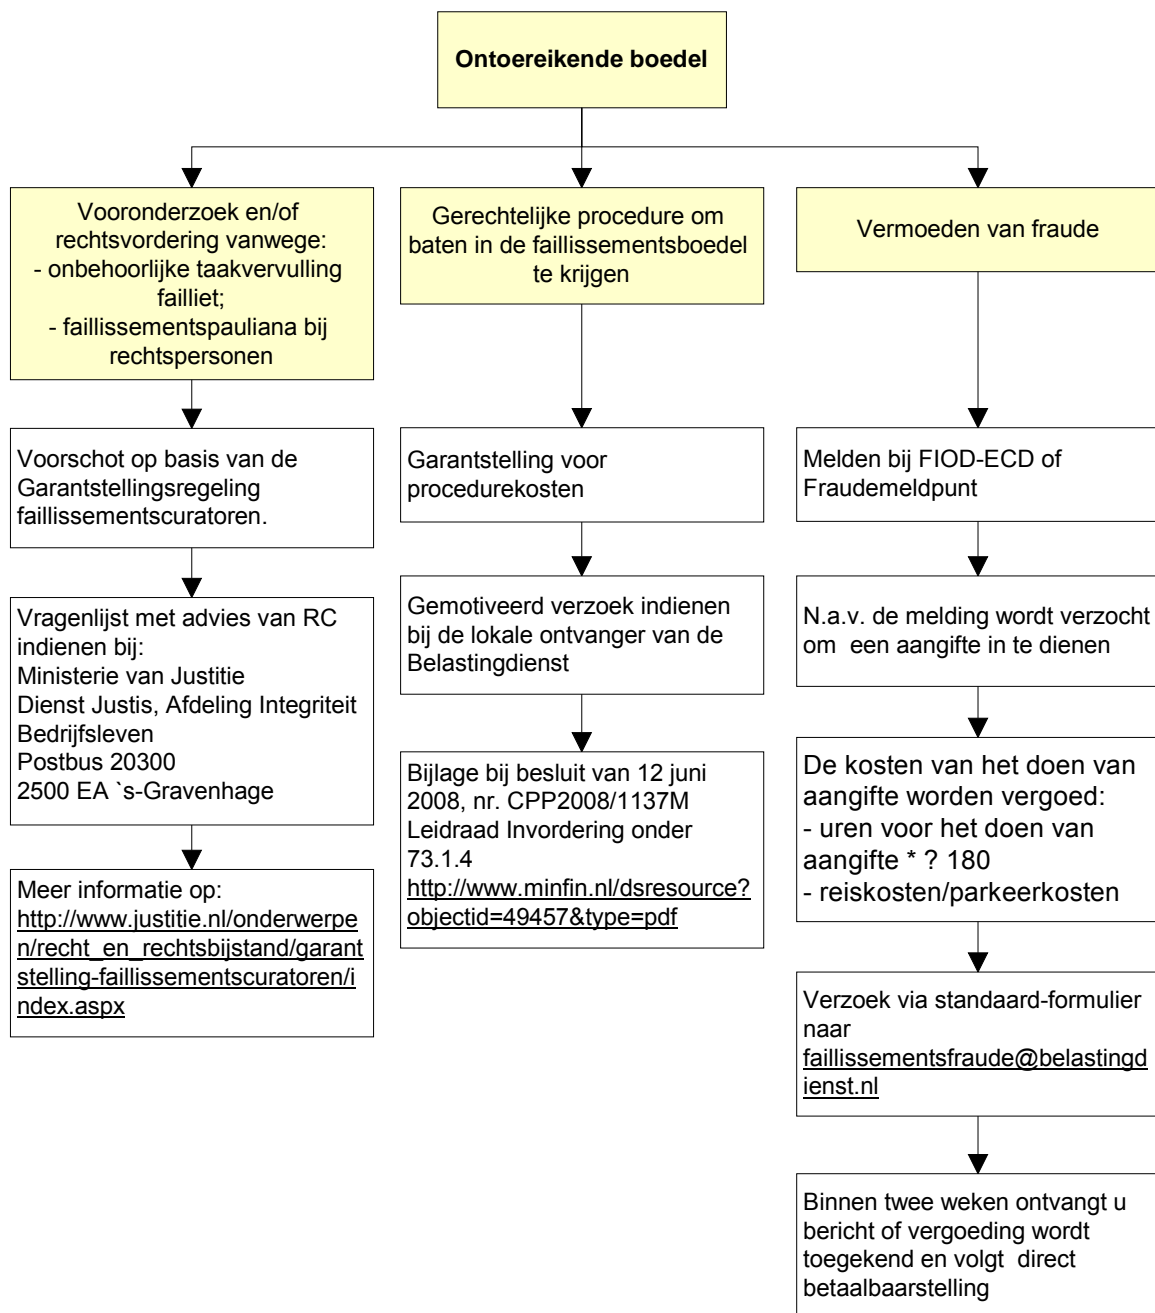 Ontoereikende boedel
Vooronderzoek en/of
rechtsvordering vanwege:
- onbehoorlijke taakvervulling
failliet;
- faillissementspauliana bij
rechtspersonen
Voorschot op basis van de
Garantstellingsregeling
faillissementscuratoren.
Vragenlijst met advies van RC
indienen bij:
Ministerie van Justitie
Dienst Justis, Afdeling Integriteit
Bedrijfsleven
Postbus 20300
2500 EA `s-Gravenhage
Meer informatie op:
http://www.justitie.nl/onderwerp
en/recht_en_rechtsbijstand/garant
stelling-faillissementscuratoren/i
ndex.aspx
Gerechtelijke procedure om
baten in de faillissementsboedel
te krijgen
Garantstelling voor
procedurekosten
Gemotiveerd verzoek indienen
bij de lokale ontvanger van de
Belastingdienst
Bijlage bij besluit van 12 juni
2008, nr. CPP2008/1137M
Leidraad Invordering onder
73.1.4
http://www.minfin.nl/dsresource?
objectid=49457&type=pdf
Vermoeden van fraude
Melden bij FIOD-ECD of
Fraudemeldpunt
N.a.v. de melding wordt verzocht
om een aangifte in te dienen
De kosten van het doen van
aangifte worden vergoed:
- uren voor het doen van
aangifte * ? 180
- reiskosten/parkeerkosten
Verzoek via standaard-formulier
naar
faillissementsfraude@belastingd
ienst.nl
Binnen twee weken ontvangt u
bericht of vergoeding wordt
toegekend en volgt direct
betaalbaarstelling